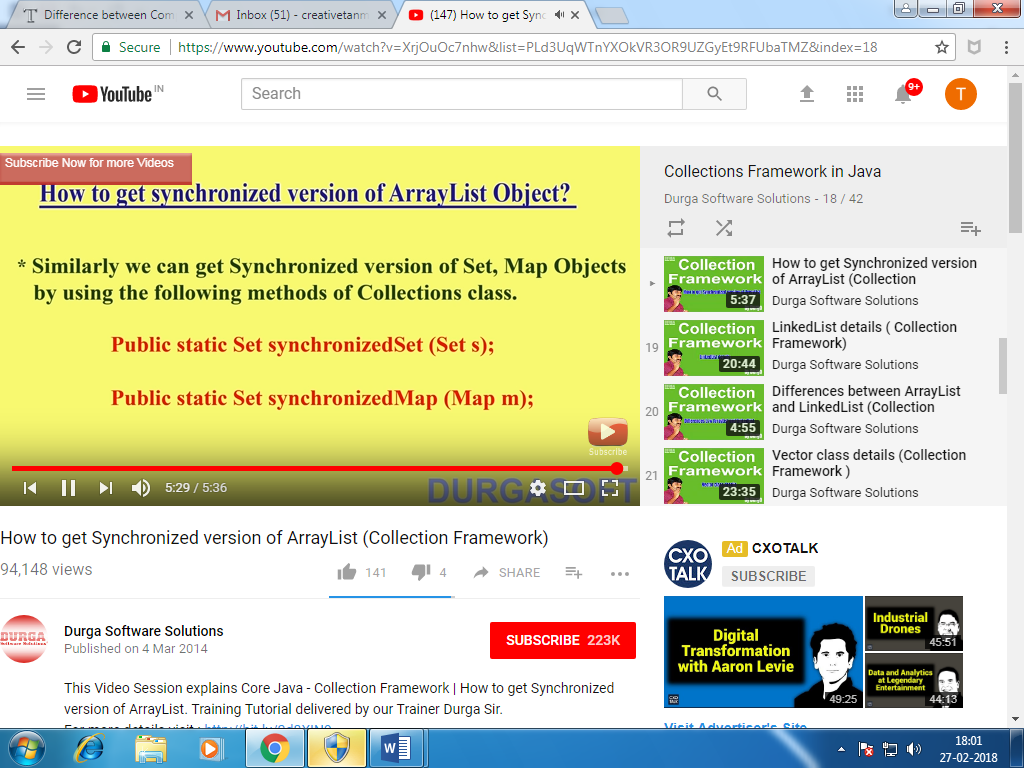 Difference between Com
Inbox (51) - creativetanm
(147) How to get Sync
Secure
https://www.youtube.com/watch?v=XrjOuOc7nhw&list=PLd3UqWTnYXOkVR3OR9UZGyEt9RFUbaTMZ&index=18
YouTube IN
Search
9+
T
Subscribe Now for more Videos
How to get synchronized version of ArrayList Object?
* Similarly we can get Synchronized version of Set, Map Objects
by using the following methods of Collections class.
Public static Set synchronizedSet (Set s);
Public static Set synchronizedMap (Map m);
Subscribe
5:29 / 5:36
DURGASOFT
Collections Framework in Java
Durga Software Solutions - 18 / 42
Collection
Framework
5:37
How to get Synchronized version
of ArrayList (Collection
Durga Software Solutions
19
Collection
Framework
20:44
LinkedList details ( Collection
Framework)
Durga Software Solutions
20
Collection
Framework
4:55
Differences between ArrayList
and LinkedList (Collection
Durga Software Solutions
21
Collection
Framework
23:35
Vector class details (Collection
Framework )
Durga Software Solutions
How to get Synchronized version of ArrayList (Collection Framework)
94,148 views
141
4
SHARE
DURGA
Software Solutions
Durga Software Solutions
Published on 4 Mar 2014
SUBSCRIBE 223K
This Video Session explains Core Java - Collection Framework | How to get Synchronized
version of ArrayList. Training Tutorial delivered by our Trainer Durga Sir.
CXO
TALK
Ad CXOTALK
SUBSCRIBE
Digital
Transformation
with Aaron Levie
49:25
Industrial
Drones
45:51
Data and Analytics
at Legendary
Entertainment
44:13
Visit Advertiser's Site
18:01
27-02-2018